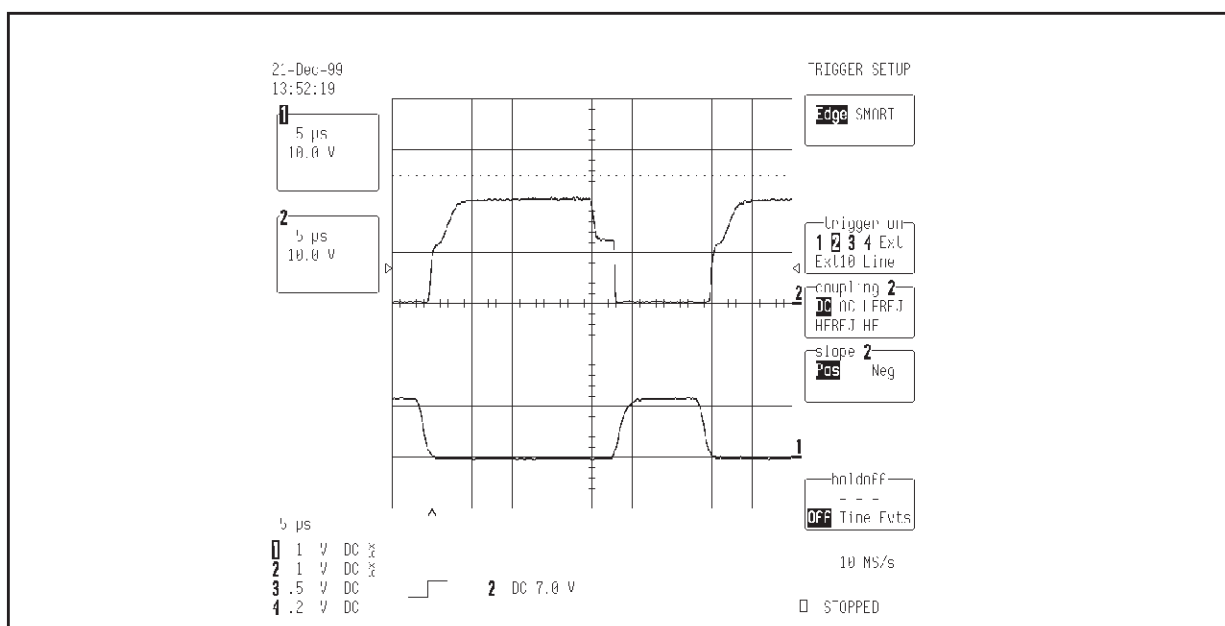 21-Dec-99
13:52:19
1
5 µs
10.0 V
2
5 µs
10.0 V
TRIGGER SETUP
Edge SMART
trigger on
1 2 3 4 Ext
Ext10 Line
coupling 2
DC AC LFREJ
HFREJ HF
slope 2
Pos Neg
2
1
holdoff
- - -
Off Time Evts
5 µs
1 1 V DC
2 1 V DC
3 .5 V DC
4 .2 V DC
2 DC 7.0 V
10 MS/s
STOPPED